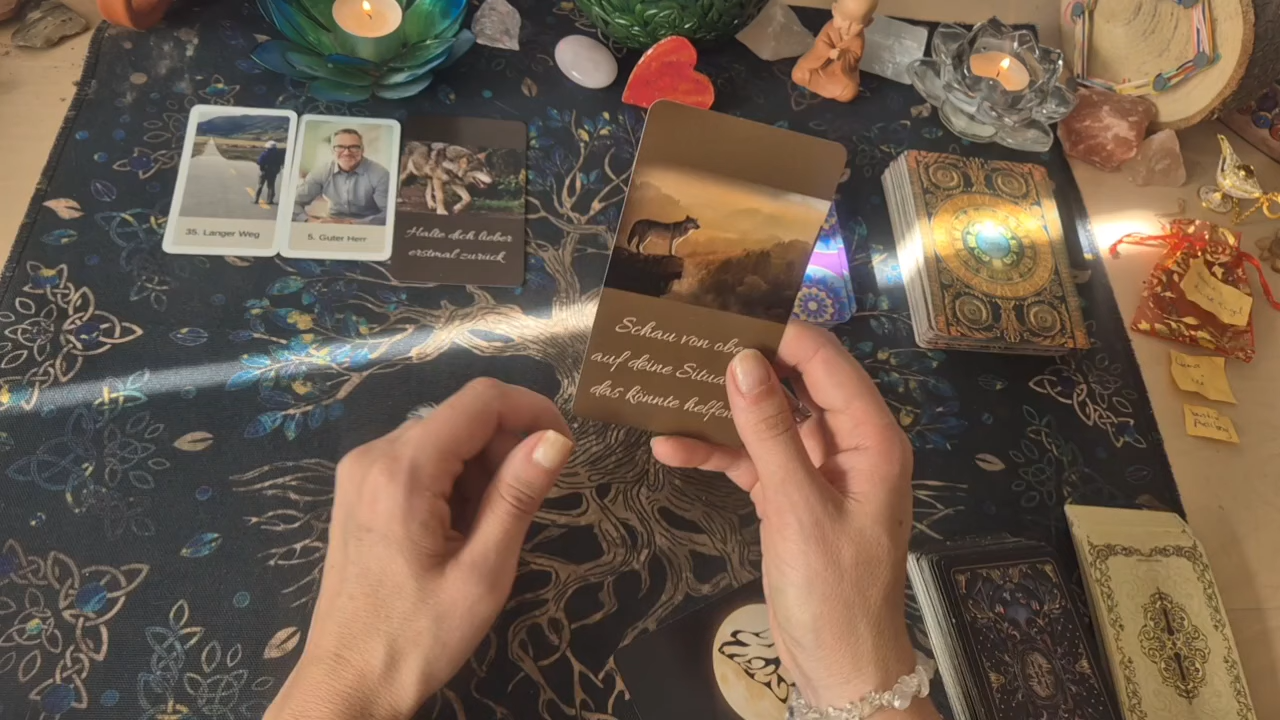 35. Langer Weg
5. Guter Herr
Halte dich lieber
erstmal zurück
Schau von obe
auf deine Situa
das könnte helfen